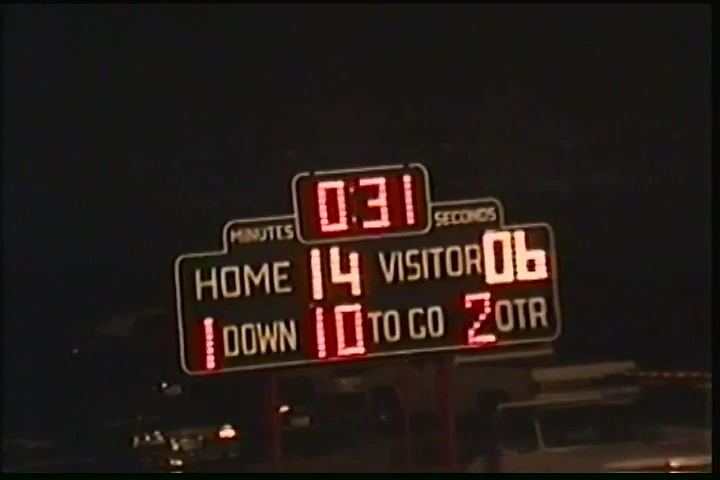 0:31
MINUTES SECONDS
HOME 14 VISITOR 06
1 DOWN 10 TO GO 2 QTR